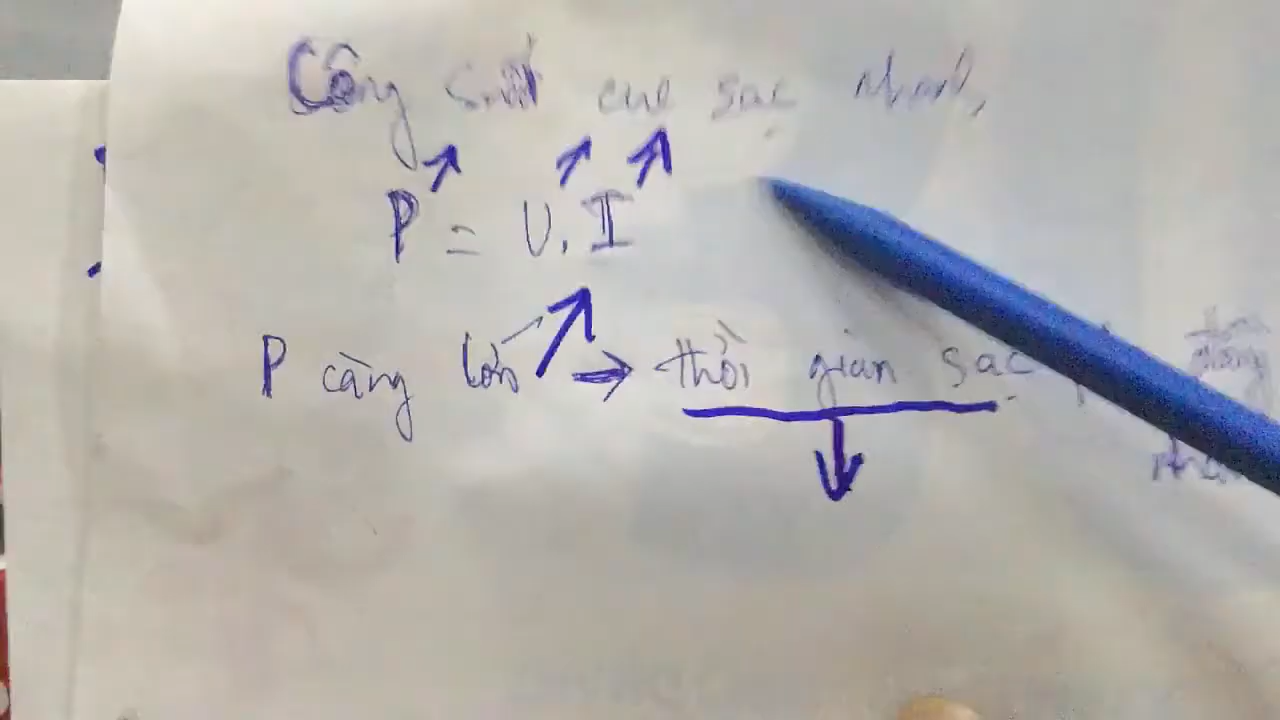 Công suất cục sạc nhanh
P = U.I
P càng lớn → thời gian sạc